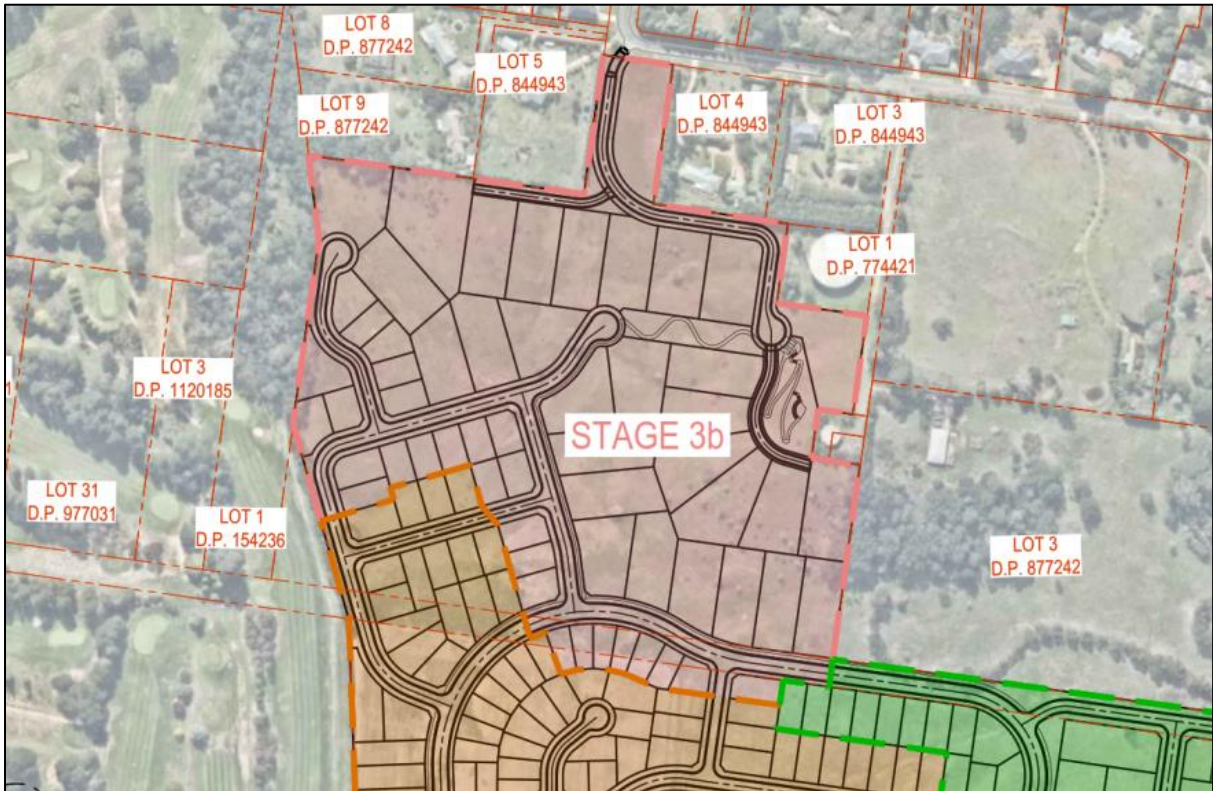 LOT 8
D.P. 877242
LOT 5
D.P. 844943
LOT 9
D.P. 877242
LOT 4
D.P. 844943
LOT 3
D.P. 844943
LOT 1
D.P. 774421
LOT 3
D.P. 1120185
1
STAGE 3b
LOT 31
D.P. 977031
LOT 1
D.P. 154236
LOT 3
D.P. 877242